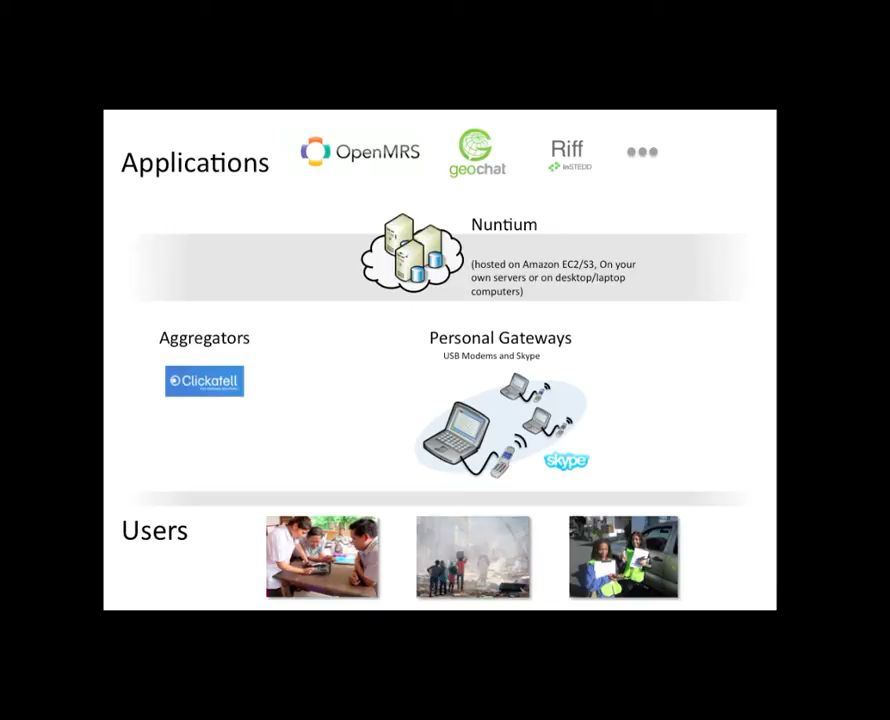 Applications
OpenMRS
geochat
Riff
InSTEDD
Nuntium
(hosted on Amazon EC2/S3, On your
own servers or on desktop/laptop
computers)
Aggregators
Personal Gateways
USB Modems and Skype
Clickatell
skype
Users